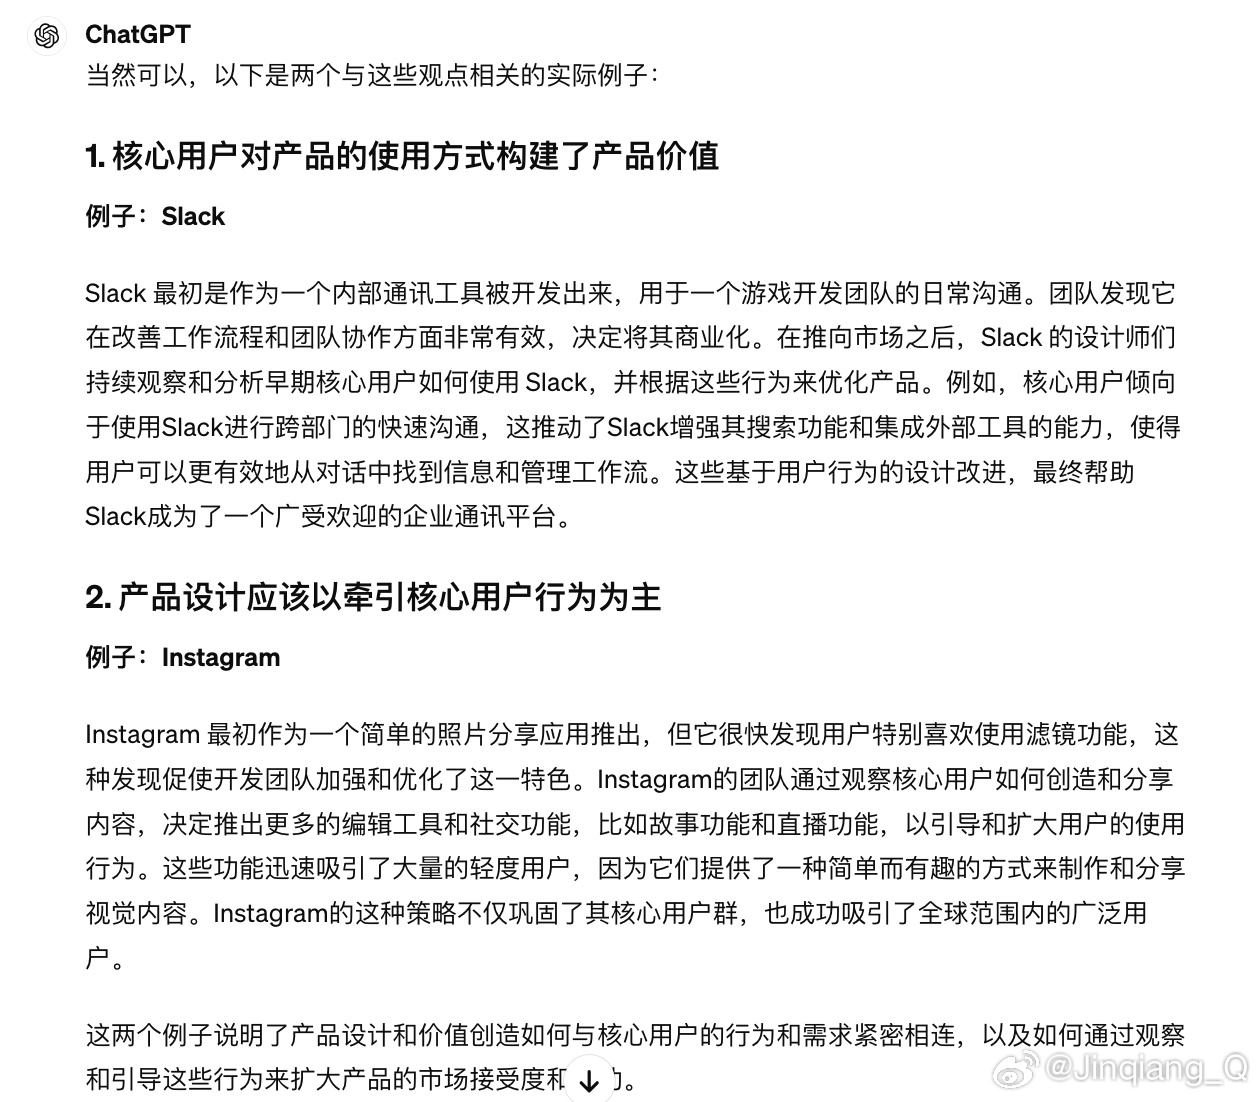 ChatGPT
当然可以，以下是两个与这些观点相关的实际例子：
1. 核心用户对产品的使用方式构建了产品价值
例子：Slack
Slack 最初是作为一个内部通讯工具被开发出来，用于一个游戏开发团队的日常沟通。团队发现它
在改善工作流程和团队协作方面非常有效，决定将其商业化。在推向市场之后，Slack 的设计师们
持续观察和分析早期核心用户如何使用 Slack，并根据这些行为来优化产品。例如，核心用户倾向
于使用Slack进行跨部门的快速沟通，这推动了Slack增强其搜索功能和集成外部工具的能力，使得
用户可以更有效地从对话中找到信息和管理工作流。这些基于用户行为的设计改进，最终帮助
Slack成为了一个广受欢迎的企业通讯平台。
2. 产品设计应该以牵引核心用户行为为主
例子：Instagram
Instagram 最初作为一个简单的照片分享应用推出，但它很快发现用户特别喜欢使用滤镜功能，这
种发现促使开发团队加强和优化了这一特色。Instagram的团队通过观察核心用户如何创造和分享
内容，决定推出更多的编辑工具和社交功能，比如故事功能和直播功能，以引导和扩大用户的使用
行为。这些功能迅速吸引了大量的轻度用户，因为它们提供了一种简单而有趣的方式来制作和分享
视觉内容。Instagram的这种策略不仅巩固了其核心用户群，也成功吸引了全球范围内的广泛用
户。
这两个例子说明了产品设计和价值创造如何与核心用户的行为和需求紧密相连，以及如何通过观察
和引导这些行为来扩大产品的市场接受度和
@Jinqiang_Q